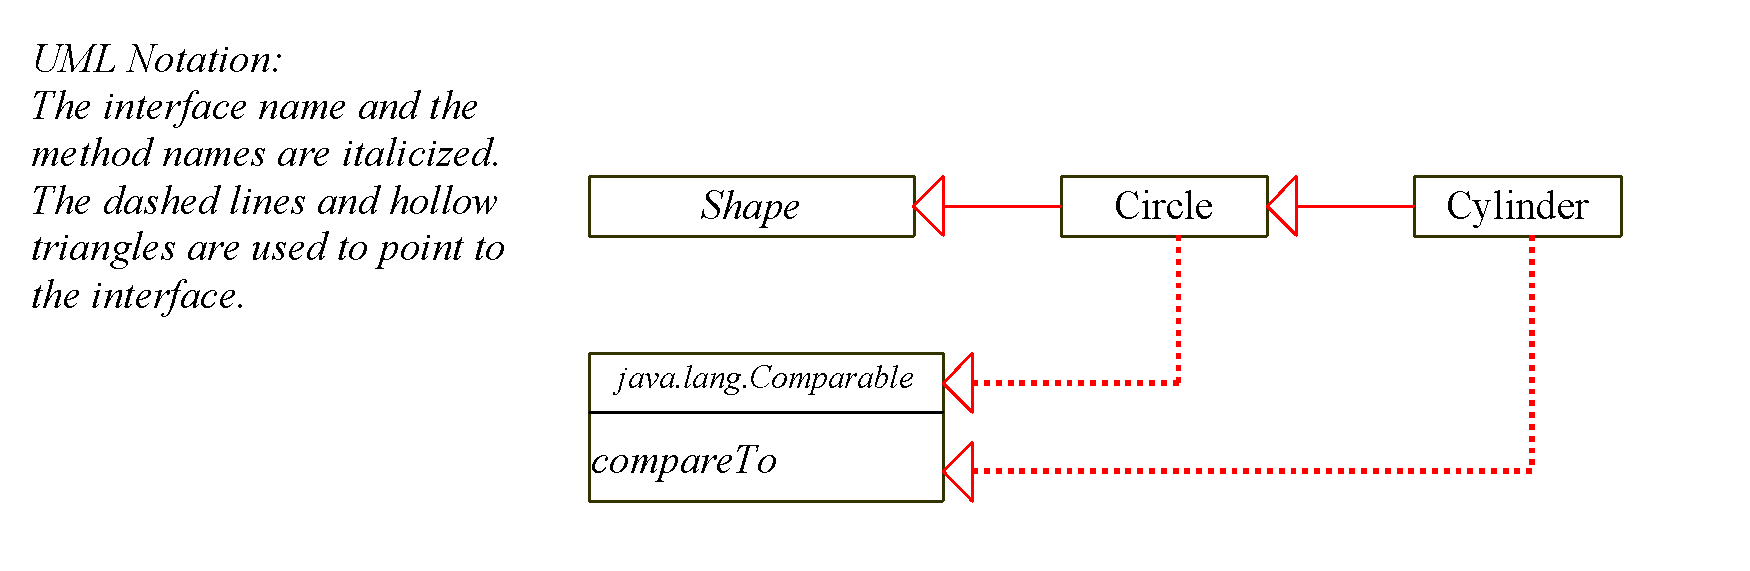 UML Notation:
The interface name and the
method names are italicized.
The dashed lines and hollow
triangles are used to point to
the interface.
Shape
Circle
Cylinder
java.lang.Comparable
compareTo